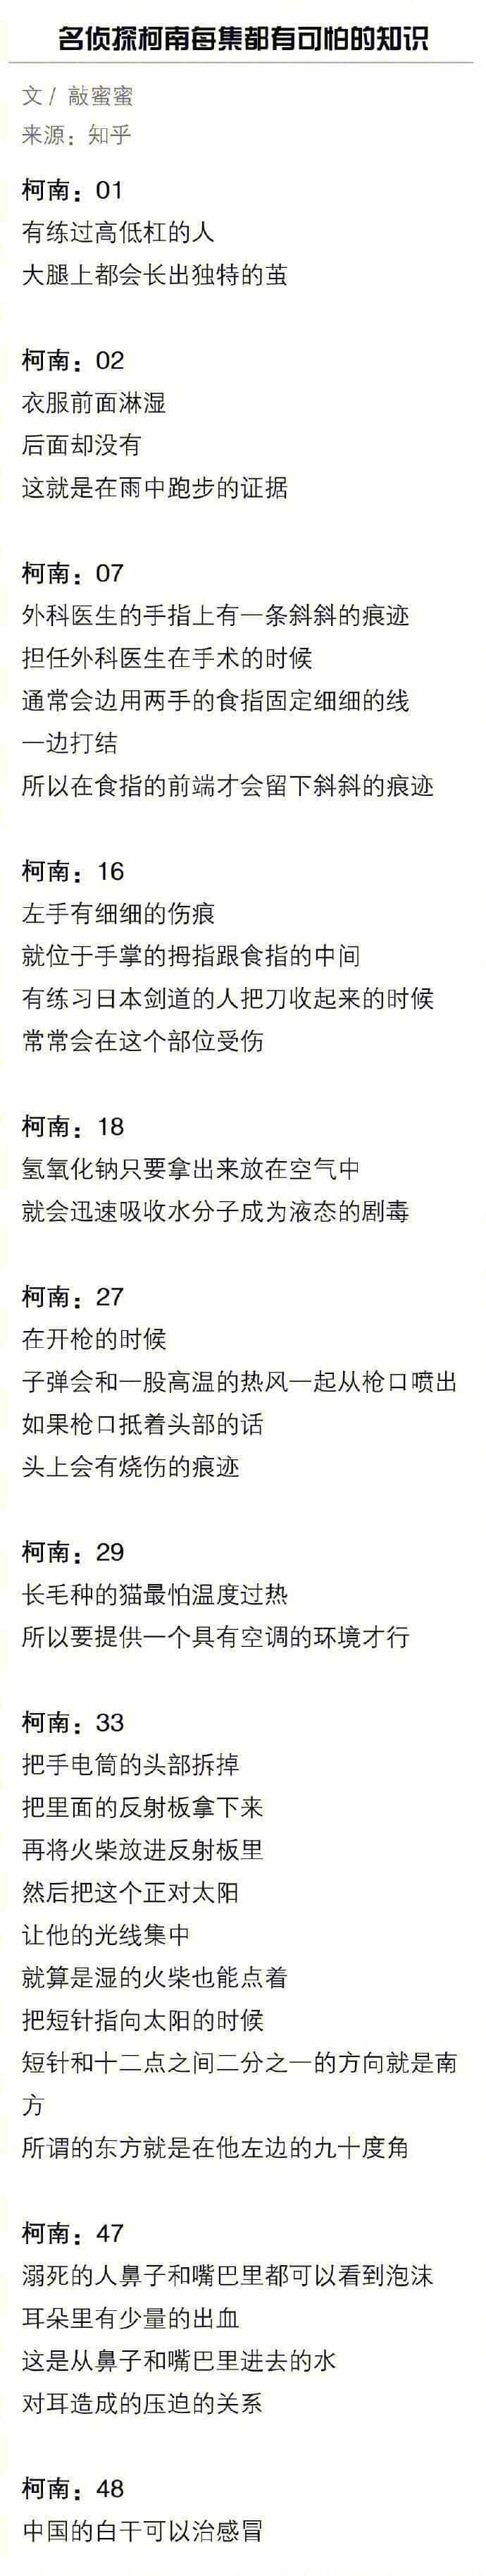 名侦探柯南每集都有可怕的知识
文 / 敲蜜蜜
来源：知乎
柯南：01
有练过高低杠的人
大腿上都会长出独特的茧
柯南：02
衣服前面淋湿
后面却没有
这就是在雨中跑步的证据
柯南：07
外科医生的手指上有一条斜斜的痕迹
担任外科医生在手术的时候
通常会边用两手的食指固定细细的线
一边打结
所以在食指的前端才会留下斜斜的痕迹
柯南：16
左手有细细的伤痕
就位于手掌的拇指跟食指的中间
有练习日本剑道的人把刀收起来的时候
常常会在这个部位受伤
柯南：18
氢氧化钠只要拿出来放在空气中
就会迅速吸收水分子成为液态的剧毒
柯南：27
在开枪的时候
子弹会和一股高温的热风一起从枪口喷出
如果枪口抵着头部的话
头上会有烧伤的痕迹
柯南：29
长毛种的猫最怕温度过热
所以要提供一个具有空调的环境才行
柯南：33
把手电筒的头部拆掉
把里面的反射板拿下来
再将火柴放进反射板里
然后把这个正对太阳
让他的光线集中
就算是湿的火柴也能点着
把短针指向太阳的时候
短针和十二点之间二分之一的方向就是南
方
所谓的东方就是在他左边的九十度角
柯南：47
溺死的人鼻子和嘴巴里都可以看到泡沫
耳朵里有少量的出血
这是从鼻子和嘴巴里进去的水
对耳造成的压迫的关系
柯南：48
中国的白干可以治感冒